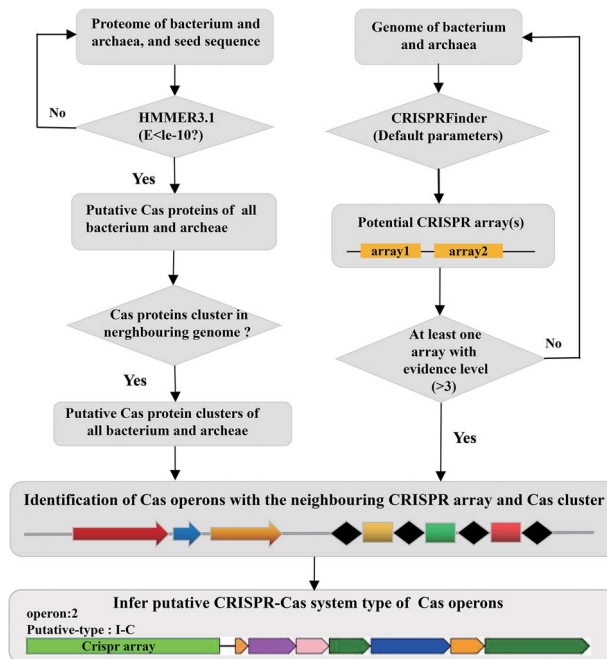 Proteome of bacterium and
archaea, and seed sequence
No
HMMER3.1
(E<le-10?)
Yes
Putative Cas proteins of all
bacterium and archeae
Cas proteins cluster in
nerghbouring genome ?
Yes
Putative Cas protein clusters of
all bacterium and archeae
Genome of bacterium
and archaea
CRISPRFinder
(Default parameters)
Potential CRISPR array(s)
array1 array2
At least one
array with
evidence level
(>3)
No
Yes
Identification of Cas operons with the neighbouring CRISPR array and Cas cluster
Infer putative CRISPR-Cas system type of Cas operons
operon:2
Putative-type : I-C
Crispr array